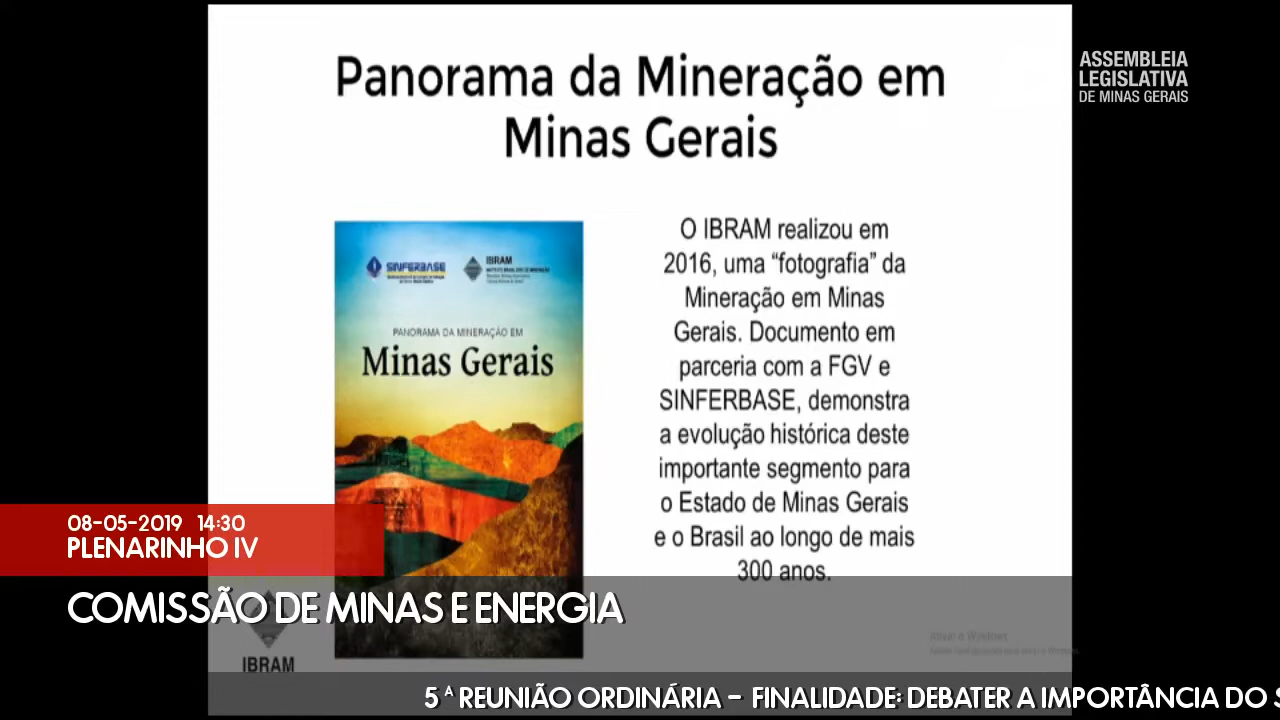 Panorama da Mineração em
Minas Gerais
ASSEMBLEIA
LEGISLATIVA
DE MINAS GERAIS
SINFERBASE
IBRAM
PANORAMA DA MINERAÇÃO EM
Minas Gerais
O IBRAM realizou em
2016, uma “fotografia” da
Mineração em Minas
Gerais. Documento em
parceria com a FGV e
SINFERBASE, demonstra
a evolução histórica deste
importante segmento para
o Estado de Minas Gerais
e o Brasil ao longo de mais
300 anos.
08-05-2019 14:30
PLENARINHO IV
COMISSÃO DE MINAS E ENERGIA
IBRAM
5ª REUNIÃO ORDINÁRIA – FINALIDADE: DEBATER A IMPORTÂNCIA DO S